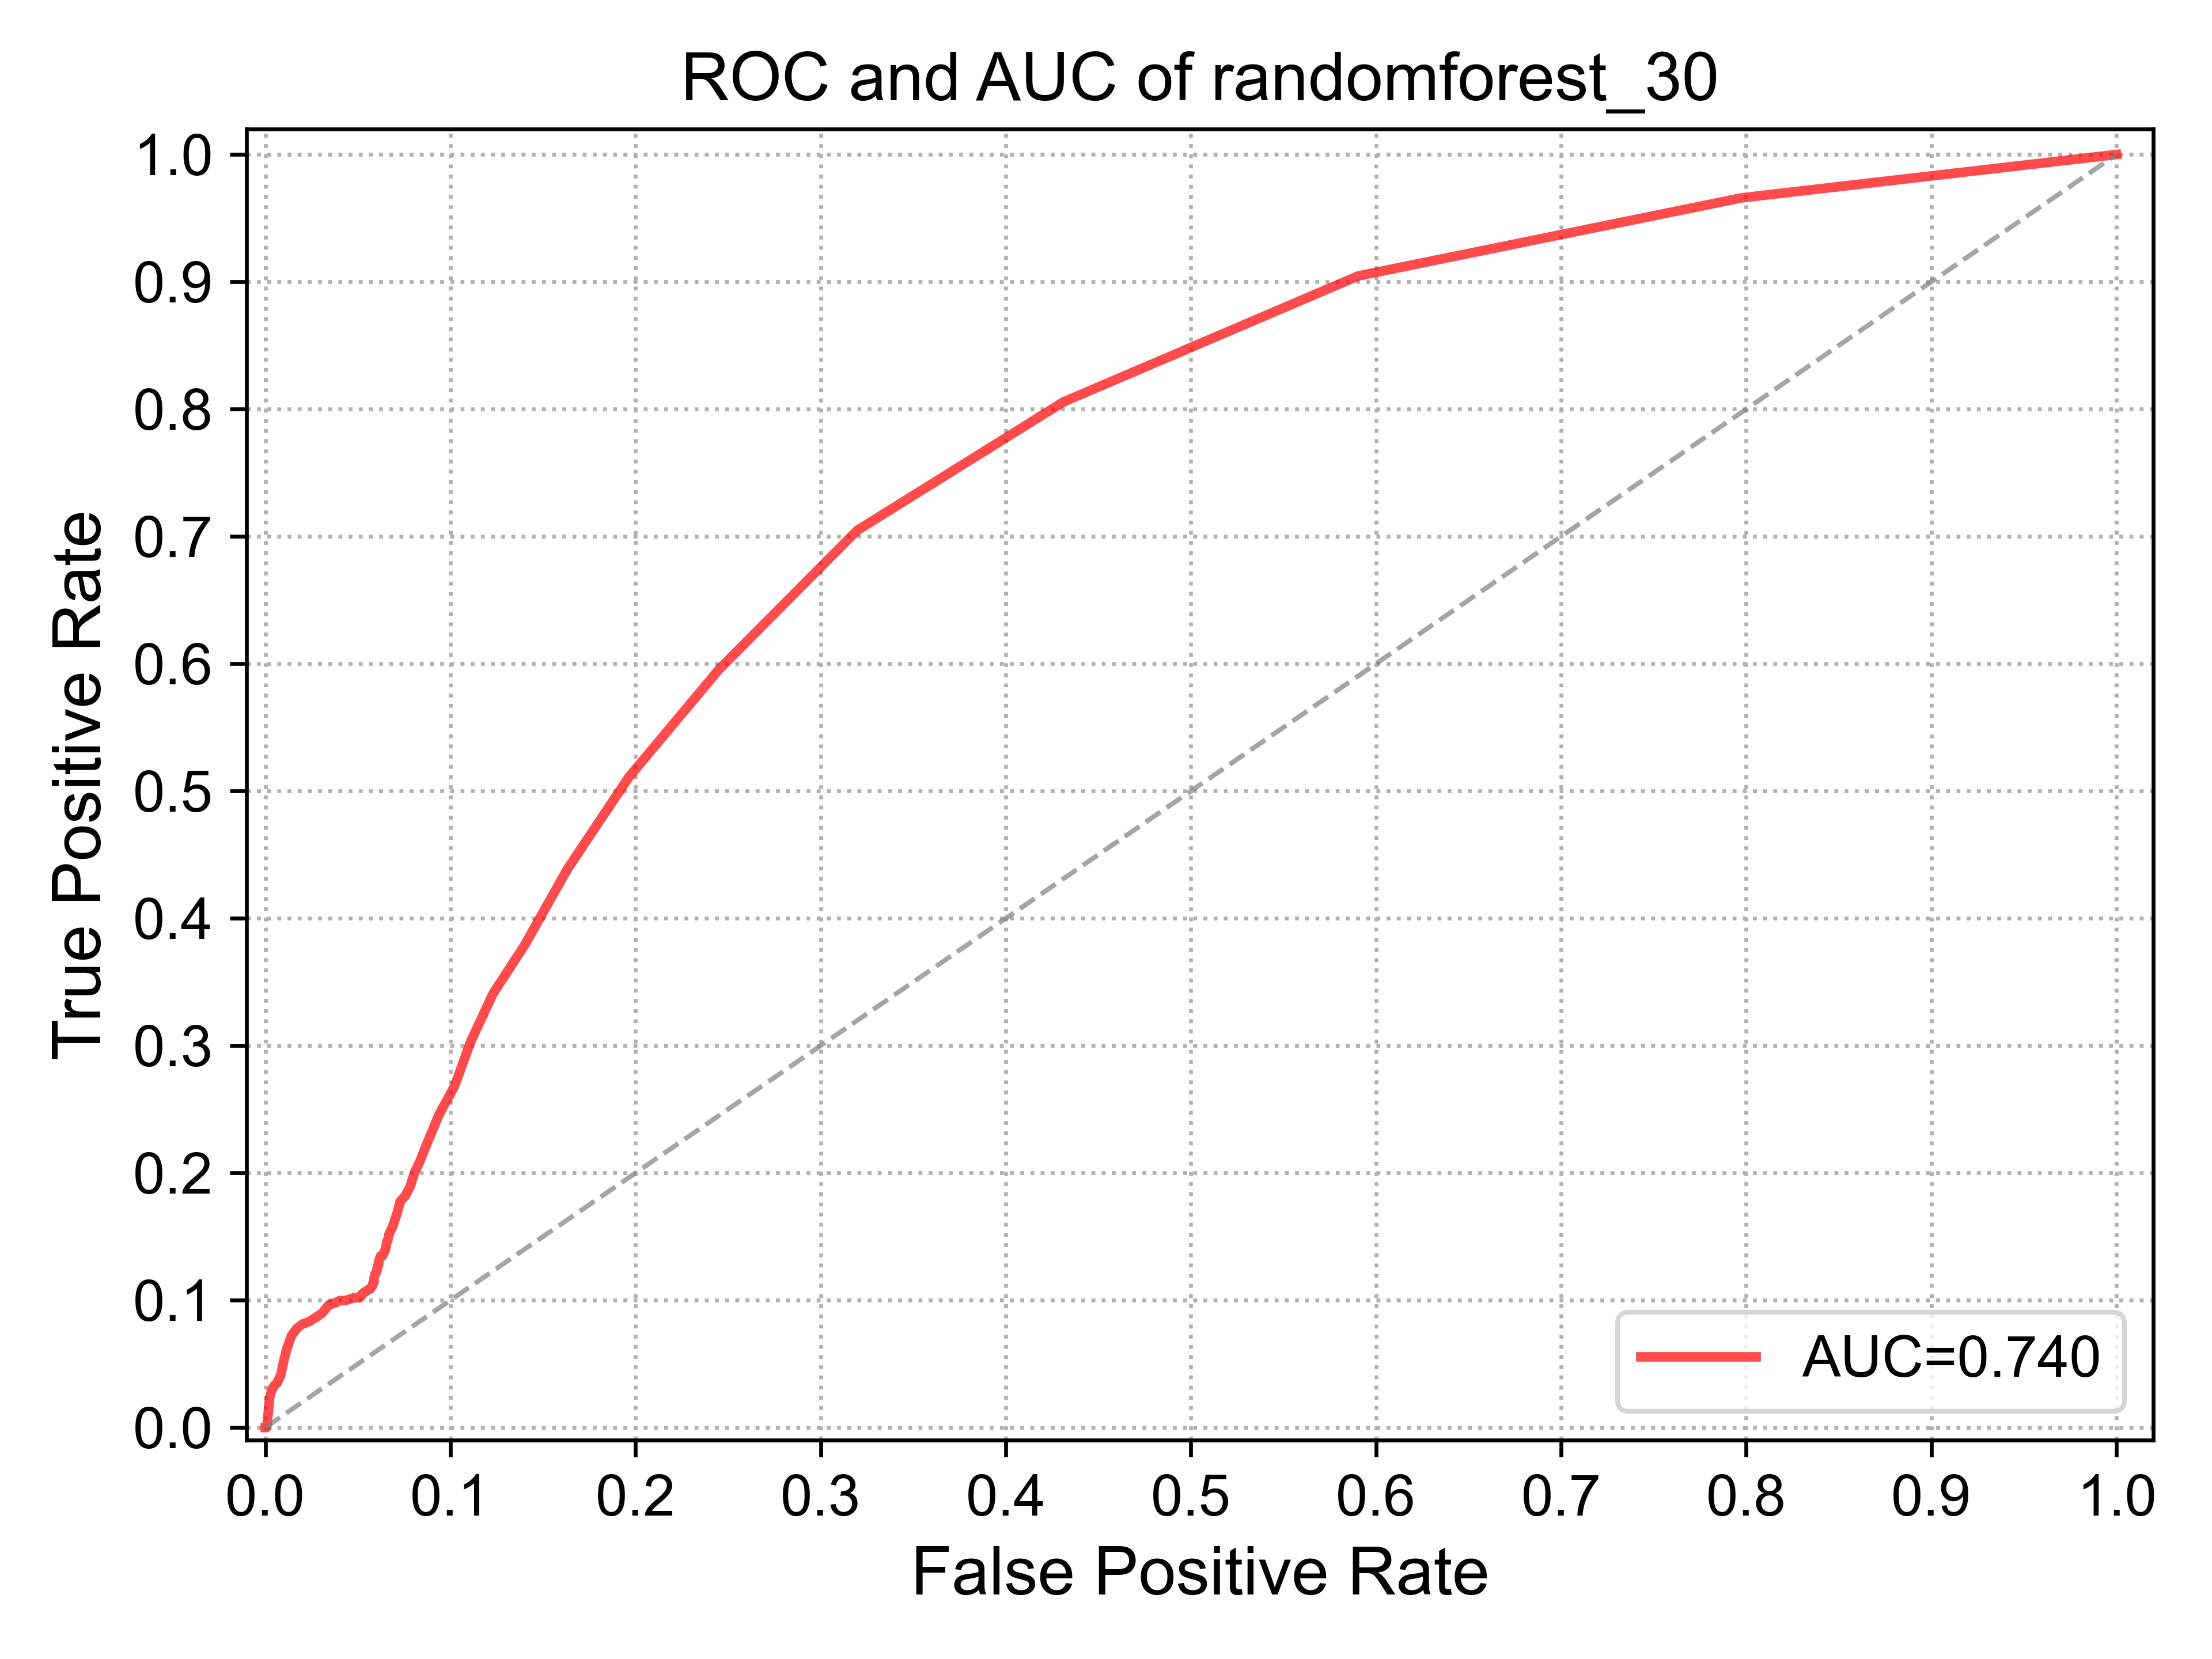 ROC and AUC of randomforest_30
1.0
0.9
0.8
0.7
0.6
0.5
0.4
0.3
0.2
0.1
0.0
True Positive Rate
AUC=0.740
0.0 0.1 0.2 0.3 0.4 0.5 0.6 0.7 0.8 0.9 1.0
False Positive Rate